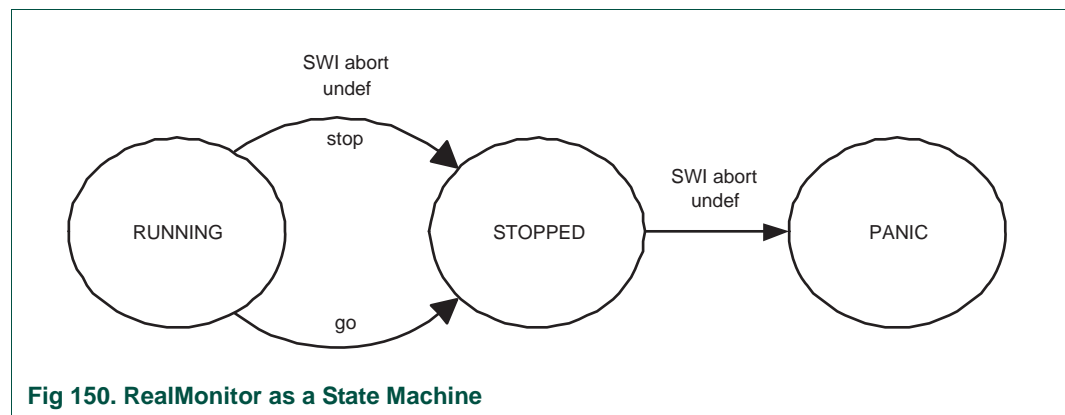 SWI abort
undef
stop
SWI abort
undef
RUNNING
STOPPED
PANIC
go
Fig 150. RealMonitor as a State Machine